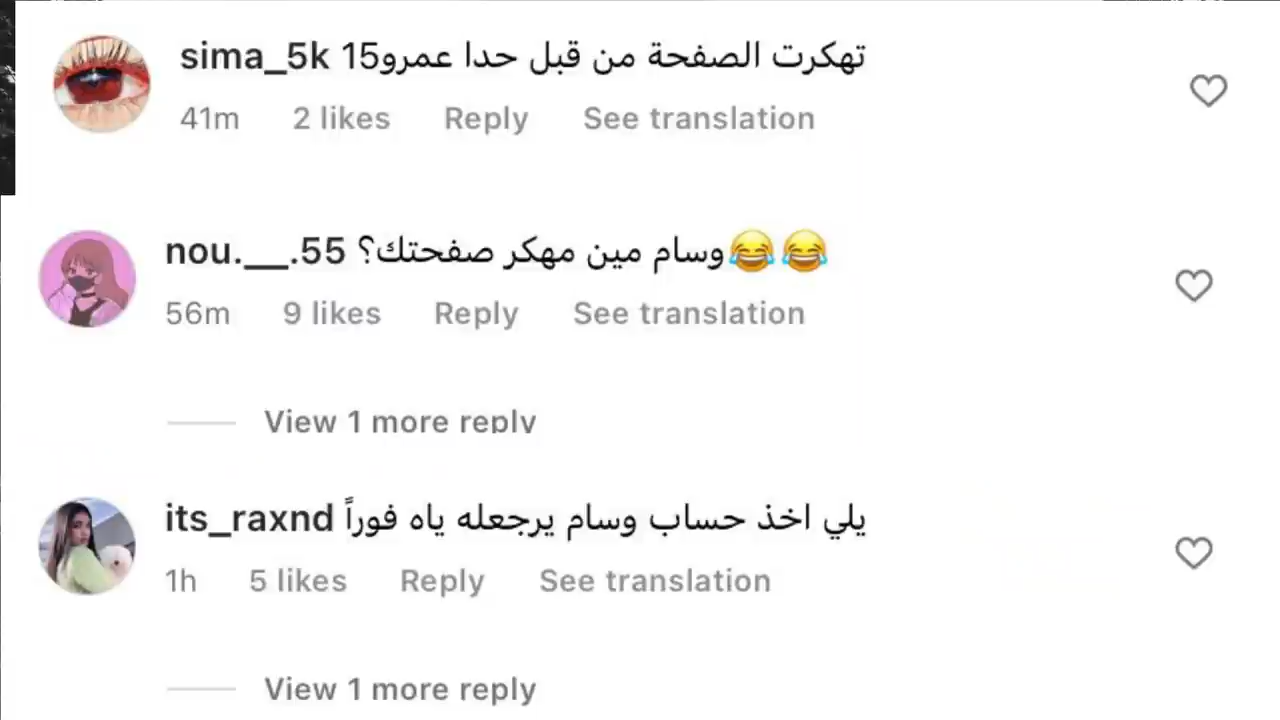 sima_5k تهكرت الصفحة من قبل حدا عمرو15
41m 2 likes Reply See translation
nou.__.55 وسام مين مهكر صفحتك؟ 😂😂
56m 9 likes Reply See translation
View 1 more reply
its_raxnd يلي اخذ حساب وسام يرجعله ياه فوراً
1h 5 likes Reply See translation
View 1 more reply